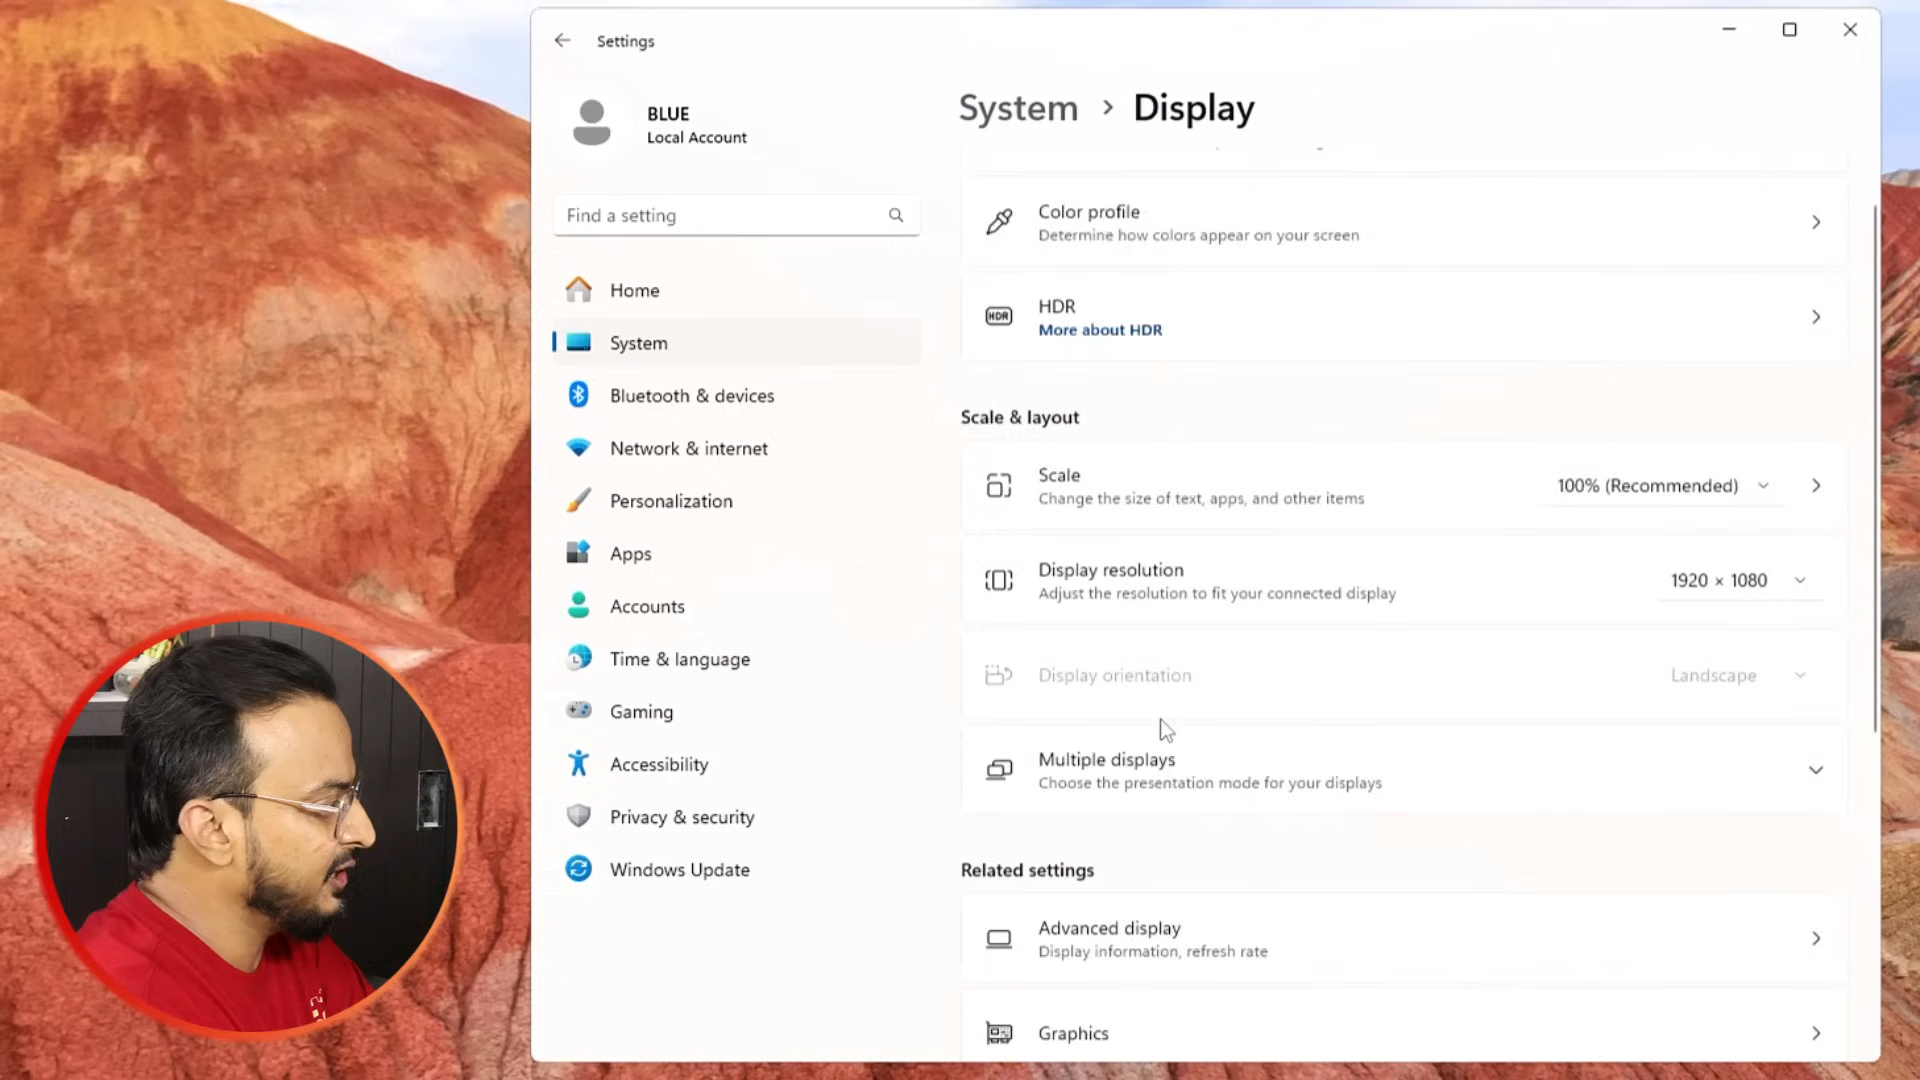 Settings
BLUE
Local Account
Find a setting
Home
System
Bluetooth & devices
Network & internet
Personalization
Apps
Accounts
Time & language
Gaming
Accessibility
Privacy & security
Windows Update
System > Display
Color profile
Determine how colors appear on your screen
HDR
HDR
More about HDR
Scale & layout
Scale
Change the size of text, apps, and other items
100% (Recommended)
Display resolution
Adjust the resolution to fit your connected display
1920 × 1080
Display orientation
Landscape
Multiple displays
Choose the presentation mode for your displays
Related settings
Advanced display
Display information, refresh rate
Graphics